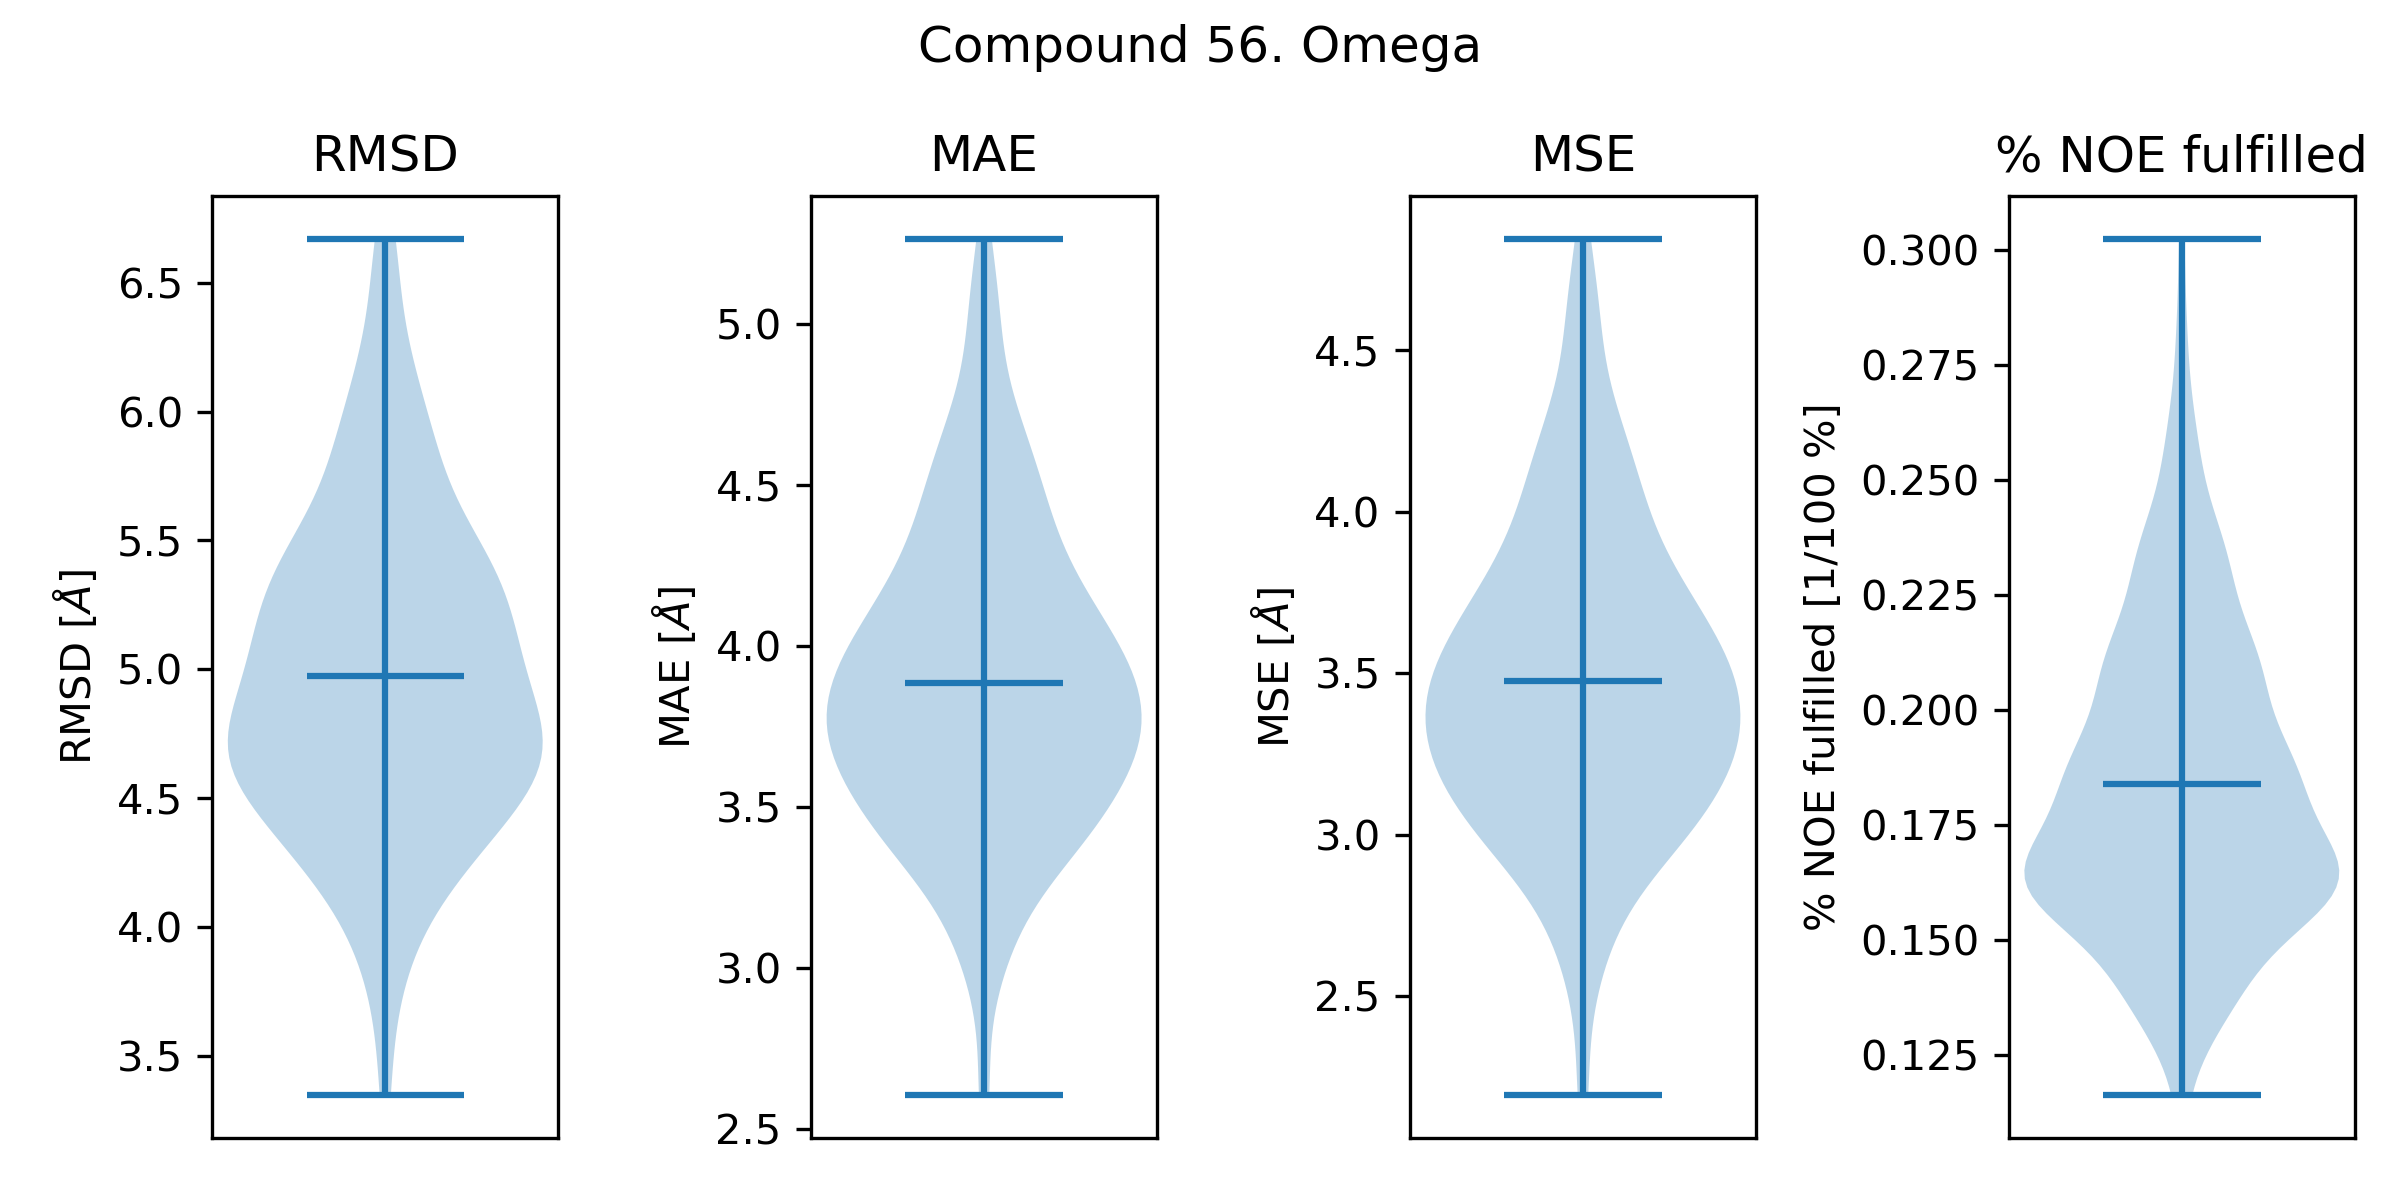 Compound 56. Omega
RMSD
RMSD [Å]
6.5
6.0
5.5
5.0
4.5
4.0
3.5
MAE
MAE [Å]
5.0
4.5
4.0
3.5
3.0
2.5
MSE
MSE [Å]
4.5
4.0
3.5
3.0
2.5
% NOE fulfilled
% NOE fulfilled [1/100 %]
0.300
0.275
0.250
0.225
0.200
0.175
0.150
0.125